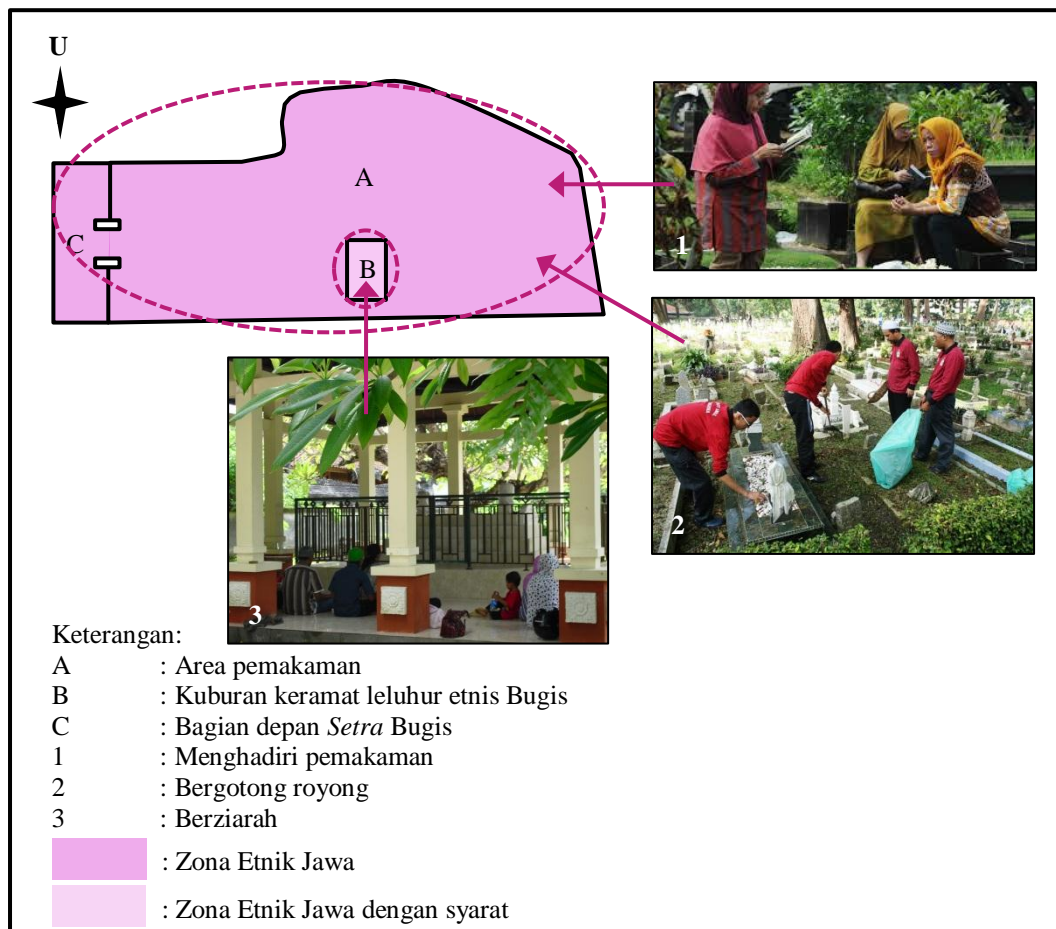 U
A
C
B
1
2
3
Keterangan:
A : Area pemakaman
B : Kuburan keramat leluhur etnis Bugis
C : Bagian depan Setra Bugis
1 : Menghadiri pemakaman
2 : Bergotong royong
3 : Berziarah
: Zona Etnik Jawa
: Zona Etnik Jawa dengan syarat